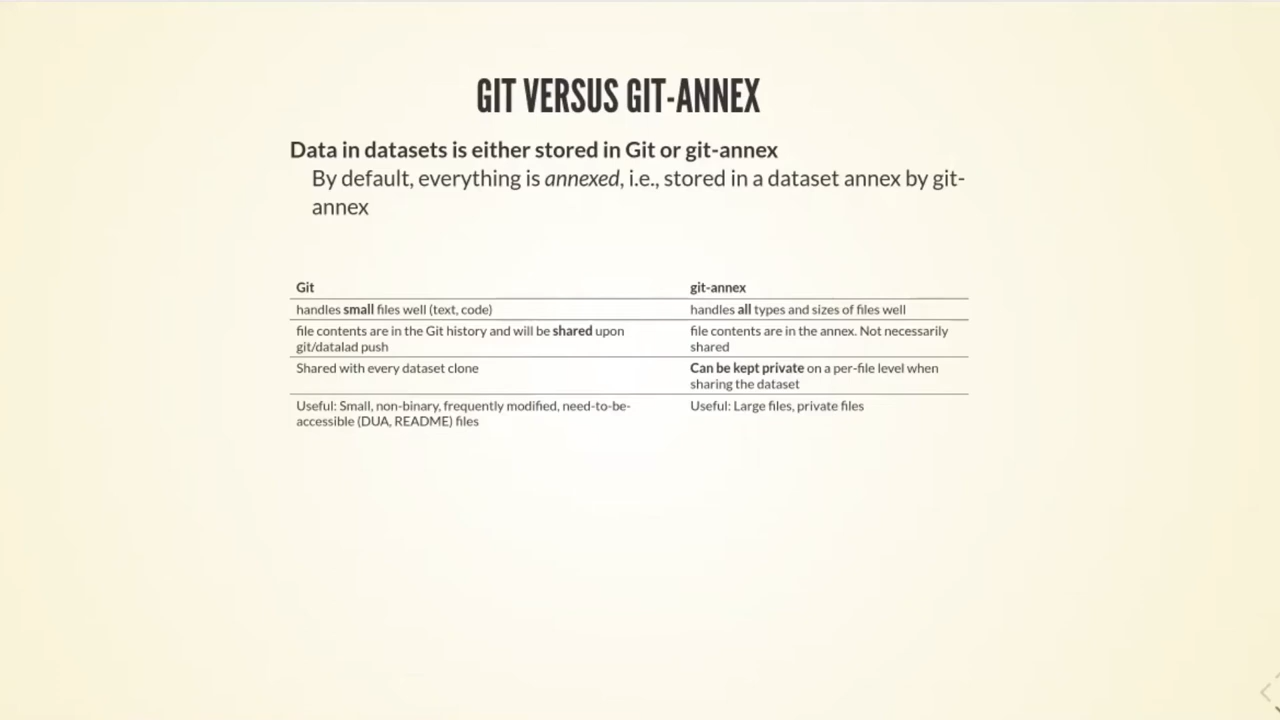 GIT VERSUS GIT-ANNEX
Data in datasets is either stored in Git or git-annex
By default, everything is annexed, i.e., stored in a dataset annex by git-
annex
Git git-annex
handles small files well (text, code) handles all types and sizes of files well
file contents are in the Git history and will be shared upon
git/datalad push
file contents are in the annex. Not necessarily
shared
Shared with every dataset clone
Can be kept private on a per-file level when
sharing the dataset
Useful: Small, non-binary, frequently modified, need-to-be-
accessible (DUA, README) files
Useful: Large files, private files